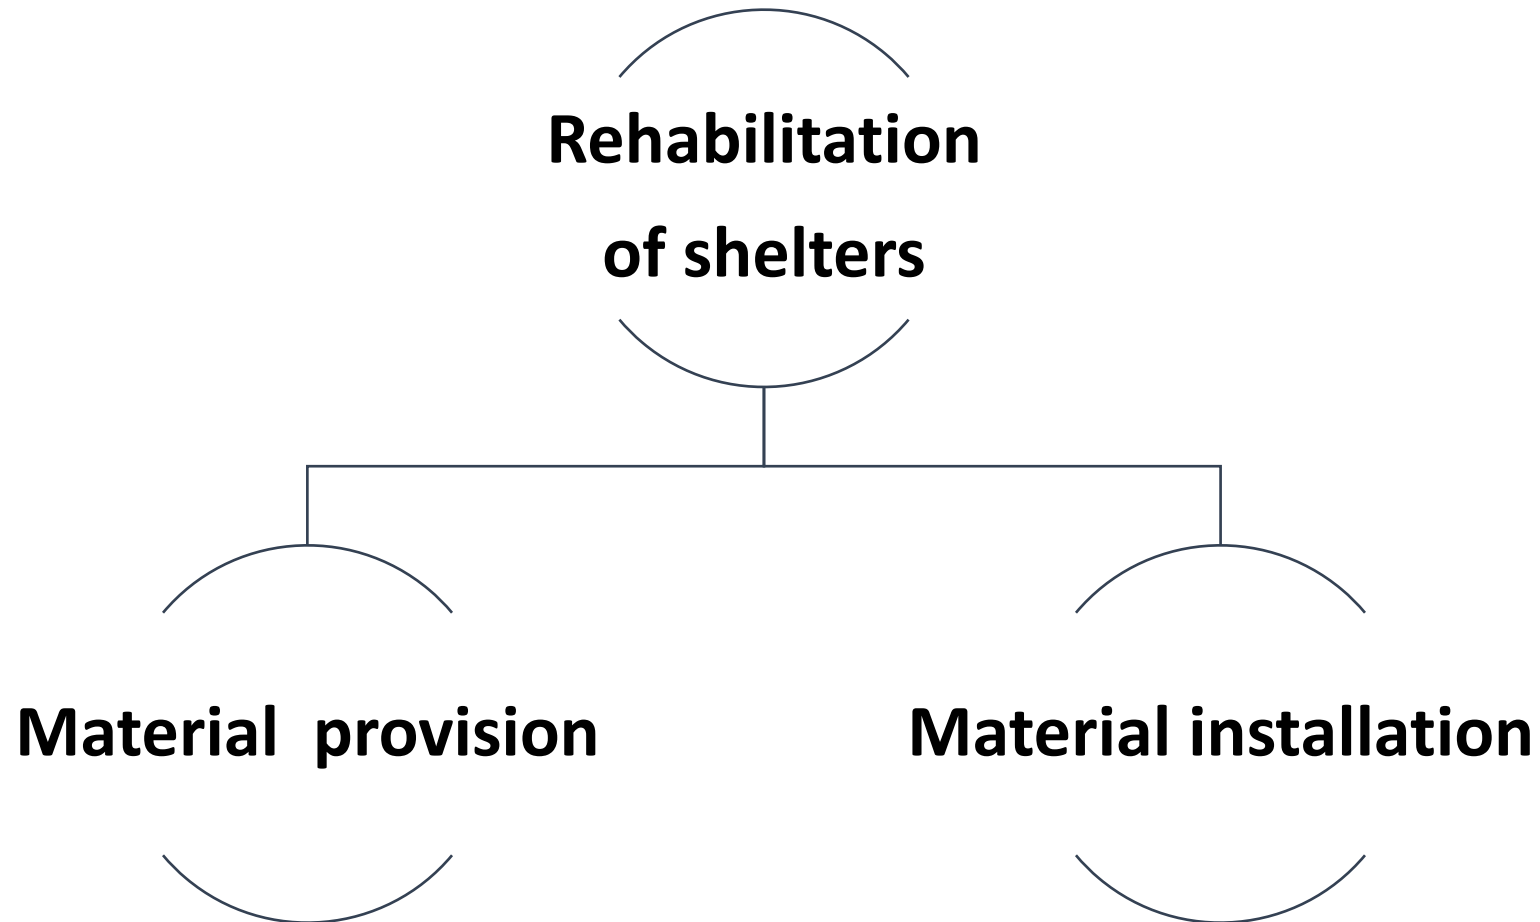 Rehabilitation
of shelters
Material  provision
Material installation